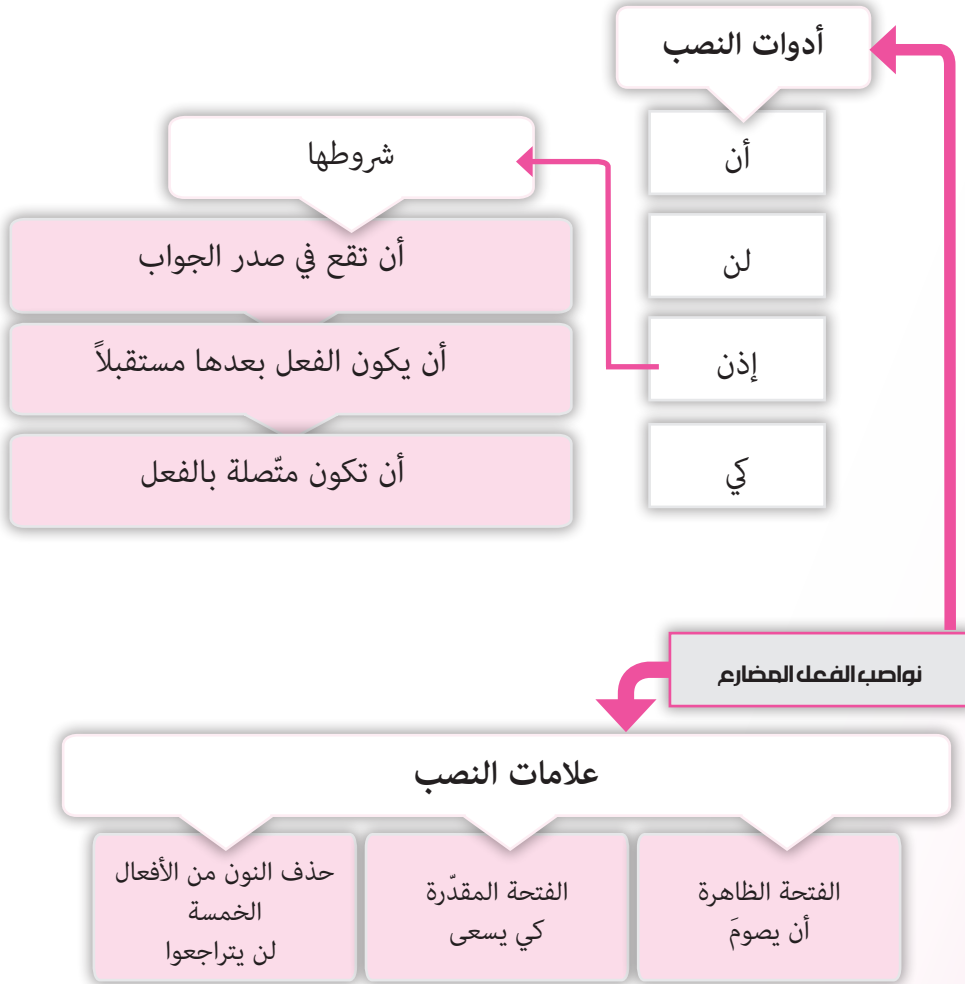 أدوات النصب
أن
لن
إذن
كي
شروطها
أن تقع في صدر الجواب
أن يكون الفعل بعدها مستقبلاً
أن تكون متّصلة بالفعل
نواصب الفعل المضارع
علامات النصب
الفتحة الظاهرة
أن يصومَ
الفتحة المقدّرة
كي يسعى
حذف النون من الأفعال
الخمسة
لن يتراجعوا